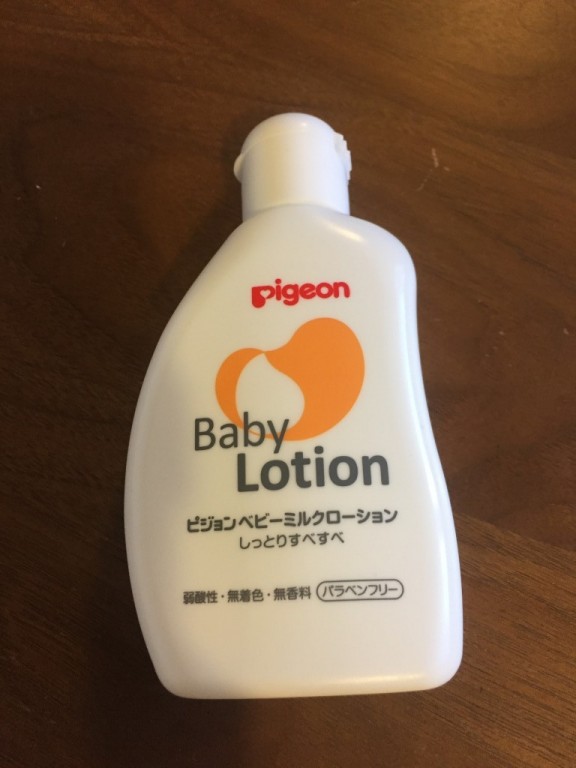 Pigeon
Baby
Lotion
ピジョンベビーミルクローション
しっとりすべすべ
弱酸性・無着色・無香料 パラベンフリー